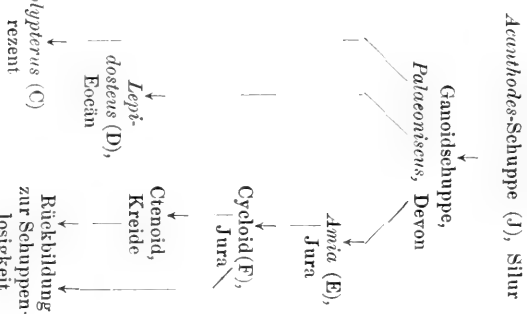 Acanthodes-Schuppe (J), Silur
Ganoidschuppe,
Palaeoniscus, Devon
Amia (E),
Jura
Cycloid(F),
Jura
Lepi-
dosteus (D),
Eocän
Ctenoid,
Kreide
lypterus (C)
rezent
Rückbildung
zur Schuppen-
losigkeit